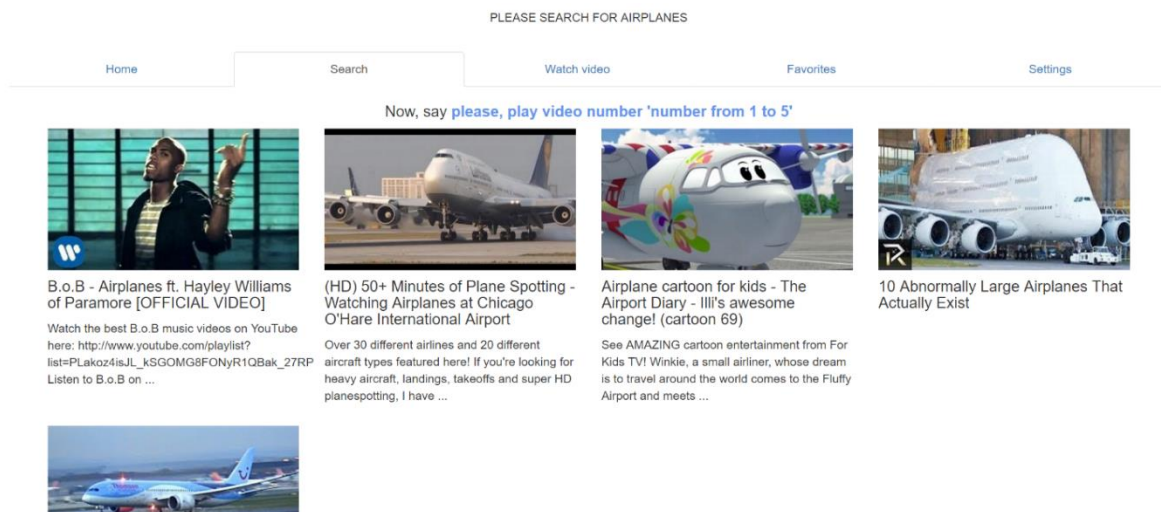 PLEASE SEARCH FOR AIRPLANES
Home
Search
Watch video
Favorites
Settings
Now, say please, play video number 'number from 1 to 5'
B.o.B - Airplanes ft. Hayley Williams
of Paramore [OFFICIAL VIDEO]
Watch the best B.o.B music videos on YouTube
here: http://www.youtube.com/playlist?
list=PLakoz4isJL_kSGOMG8FONyR1QBak_27RP
Listen to B.o.B on ...
(HD) 50+ Minutes of Plane Spotting -
Watching Airplanes at Chicago
O'Hare International Airport
Over 30 different airlines and 20 different
aircraft types featured here! If you're looking for
heavy aircraft, landings, takeoffs and super HD
planespotting, I have ...
Airplane cartoon for kids - The
Airport Diary - Illi's awesome
change! (cartoon 69)
See AMAZING cartoon entertainment from For
Kids TV! Winkie, a small airliner, whose dream
is to travel around the world comes to the Fluffy
Airport and meets ...
10 Abnormally Large Airplanes That
Actually Exist